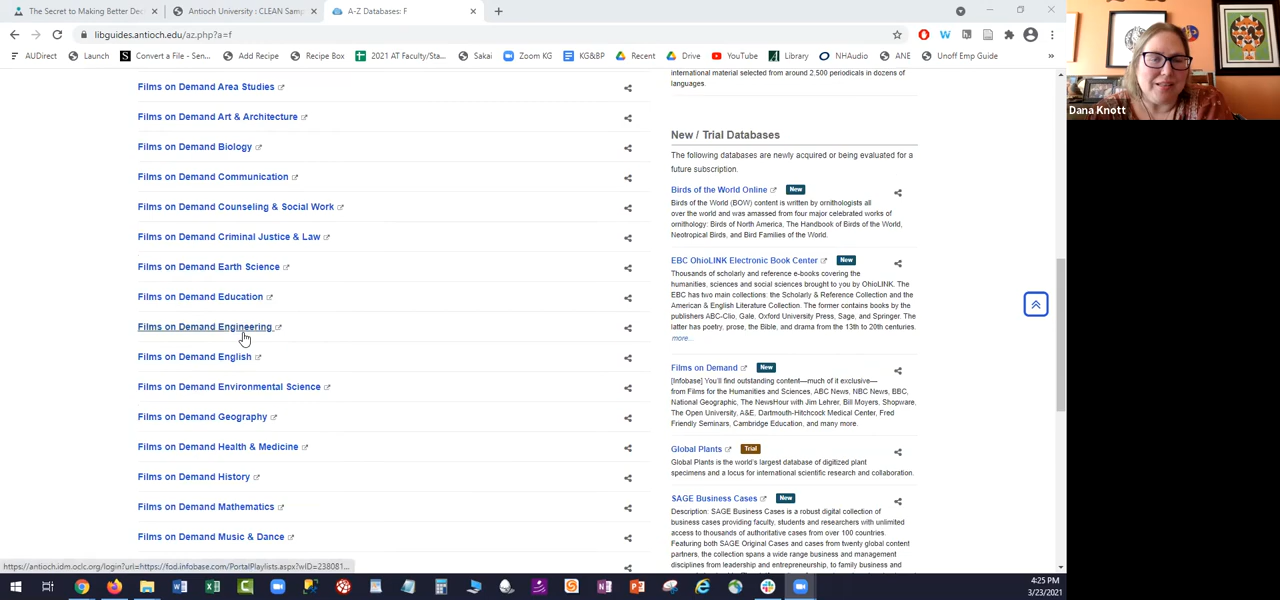 The Secret to Making Better Dec
Antioch University : CLEAN Sam
A-Z Databases: F
libguides.antioch.edu/az.php?a=f
AUDirect
Launch
Convert a File - Sen...
Add Recipe
Recipe Box
2021 AT Faculty/Sta...
Sakai
Zoom KG
KG&BP
Recent
Drive
YouTube
Library
NHAudio
ANE
Unoff Emp Guide
Dana Knott
Films on Demand Area Studies
Films on Demand Art & Architecture
Films on Demand Biology
Films on Demand Communication
Films on Demand Counseling & Social Work
Films on Demand Criminal Justice & Law
Films on Demand Earth Science
Films on Demand Education
Films on Demand Engineering
Films on Demand English
Films on Demand Environmental Science
Films on Demand Geography
Films on Demand Health & Medicine
Films on Demand History
Films on Demand Mathematics
Films on Demand Music & Dance
international material selected from around 2.500 periodicals in dozens of
languages.
New / Trial Databases
The following databases are newly acquired or being evaluated for a
future subscription.
Birds of the World Online New
Birds of the World (BOW) content is written by ornithologists all
over the world and was amassed from four major celebrated works of
ornithology: Birds of North America, The Handbook of Birds of the World,
Neotropical Birds, and Bird Families of the World.
EBC OhioLINK Electronic Book Center New
Thousands of scholarly and reference e-books covering the
humanities, sciences and social sciences brought to you by OhioLINK. The
EBC has two main collections: the Scholarly & Reference Collection and the
American & English Literature Collection. The former contains books by the
publishers ABC-Clio, Gale, Oxford University Press, Sage, and Springer. The
latter has poetry, prose, the Bible, and drama from the 13th to 20th centuries.
more...
Films on Demand New
[Infobase] You'll find outstanding content—much of it exclusive—
from Films for the Humanities and Sciences, ABC News, NBC News, BBC,
National Geographic, The NewsHour with Jim Lehrer, Bill Moyers, Shopware,
The Open University, A&E, Dartmouth-Hitchcock Medical Center, Fred
Friendly Seminars, Cambridge Education, and many more.
Global Plants Trial
Global Plants is the world's largest database of digitized plant
specimens and a locus for international scientific research and collaboration.
SAGE Business Cases New
Description: SAGE Business Cases is a robust digital collection of
business cases providing faculty, students and researchers with unlimited
access to thousands of authoritative cases from over 100 countries.
Featuring both SAGE Original Cases and cases from twenty global content
partners, the collection spans a wide range business and management
disciplines from leadership and entrepreneurship, to family business and
https://antioch.idm.oclc.org/login?url=https://fod.infobase.com/PortalPlaylists.aspx?wID=238081...
4:25 PM
3/23/2021